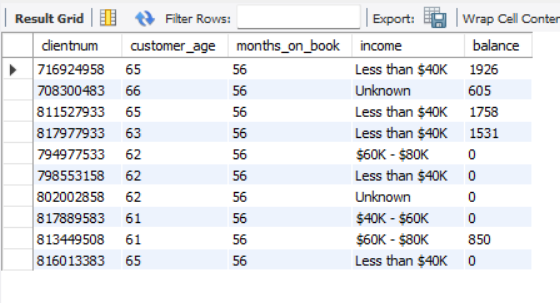 Result Grid Filter Rows: Export: Wrap Cell Conten
clientnum customer_age months_on_book income balance
716924958 65 56 Less than $40K 1926
708300483 66 56 Unknown 605
811527933 65 56 Less than $40K 1758
817977933 63 56 Less than $40K 1531
794977533 62 56 $60K - $80K 0
798553158 62 56 Less than $40K 0
802002858 62 56 Unknown 0
817889583 61 56 $40K - $60K 0
813449508 61 56 $60K - $80K 850
816013383 65 56 Less than $40K 0